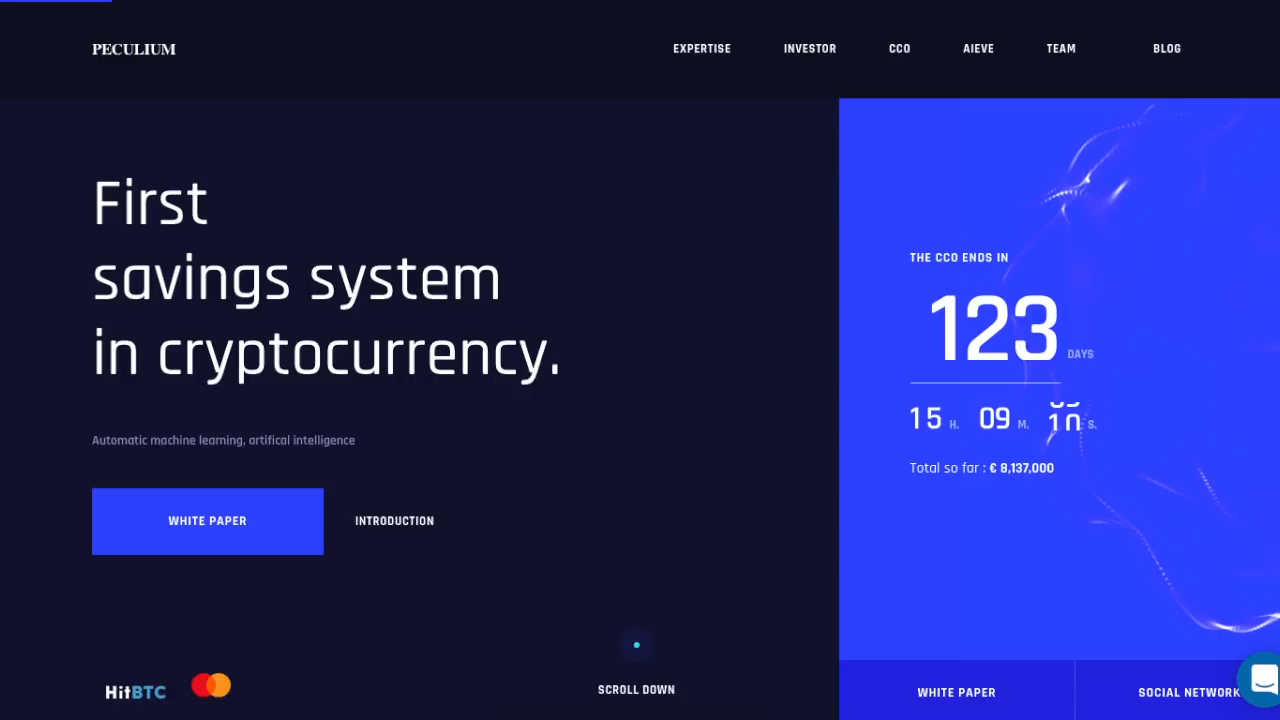 PECULIUM
EXPERTISE INVESTOR CCO AIEVE TEAM BLOG
First
savings system
in cryptocurrency.
Automatic machine learning, artifical intelligence
WHITE PAPER INTRODUCTION
HitBTC
SCROLL DOWN
THE CCO ENDS IN
123 DAYS
15 H. 09 M. S.
Total so far : € 8,137,000
WHITE PAPER SOCIAL NETWORK